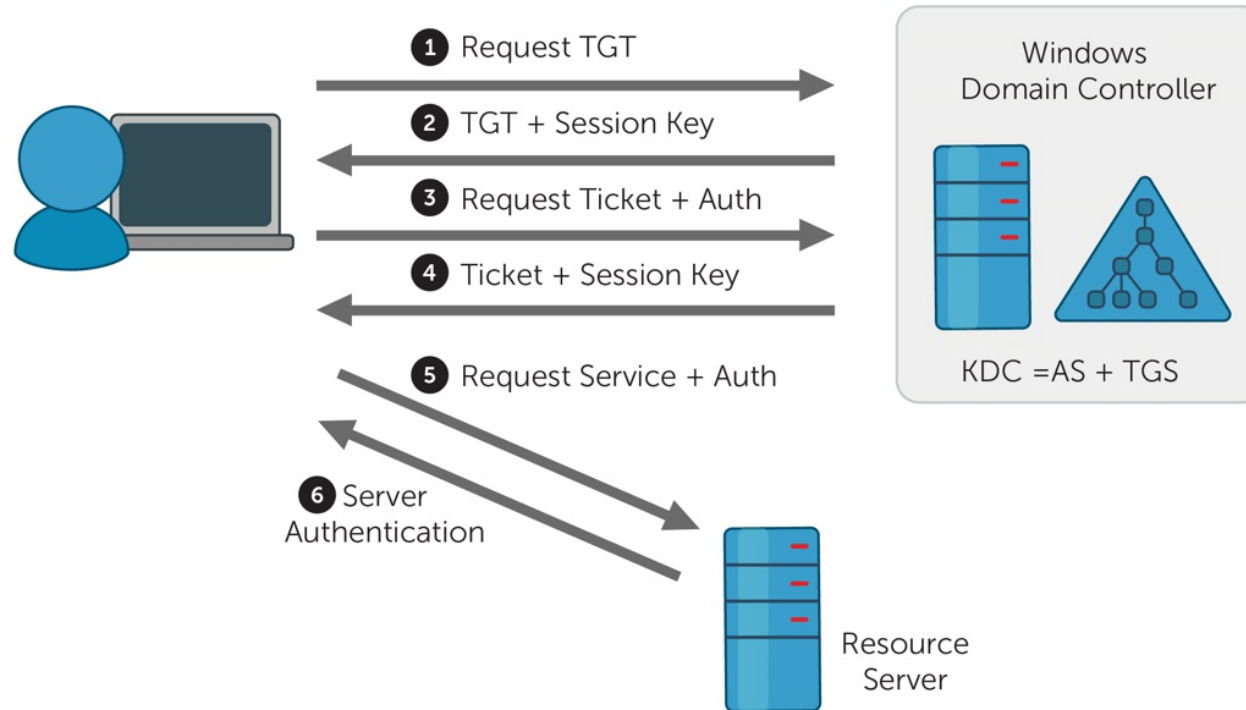 1 Request TGT
Windows
Domain Controller
2 TGT + Session Key
3 Request Ticket + Auth
4 Ticket + Session Key
5 Request Service + Auth
KDC =AS + TGS
6 Server
Authentication
Resource
Server